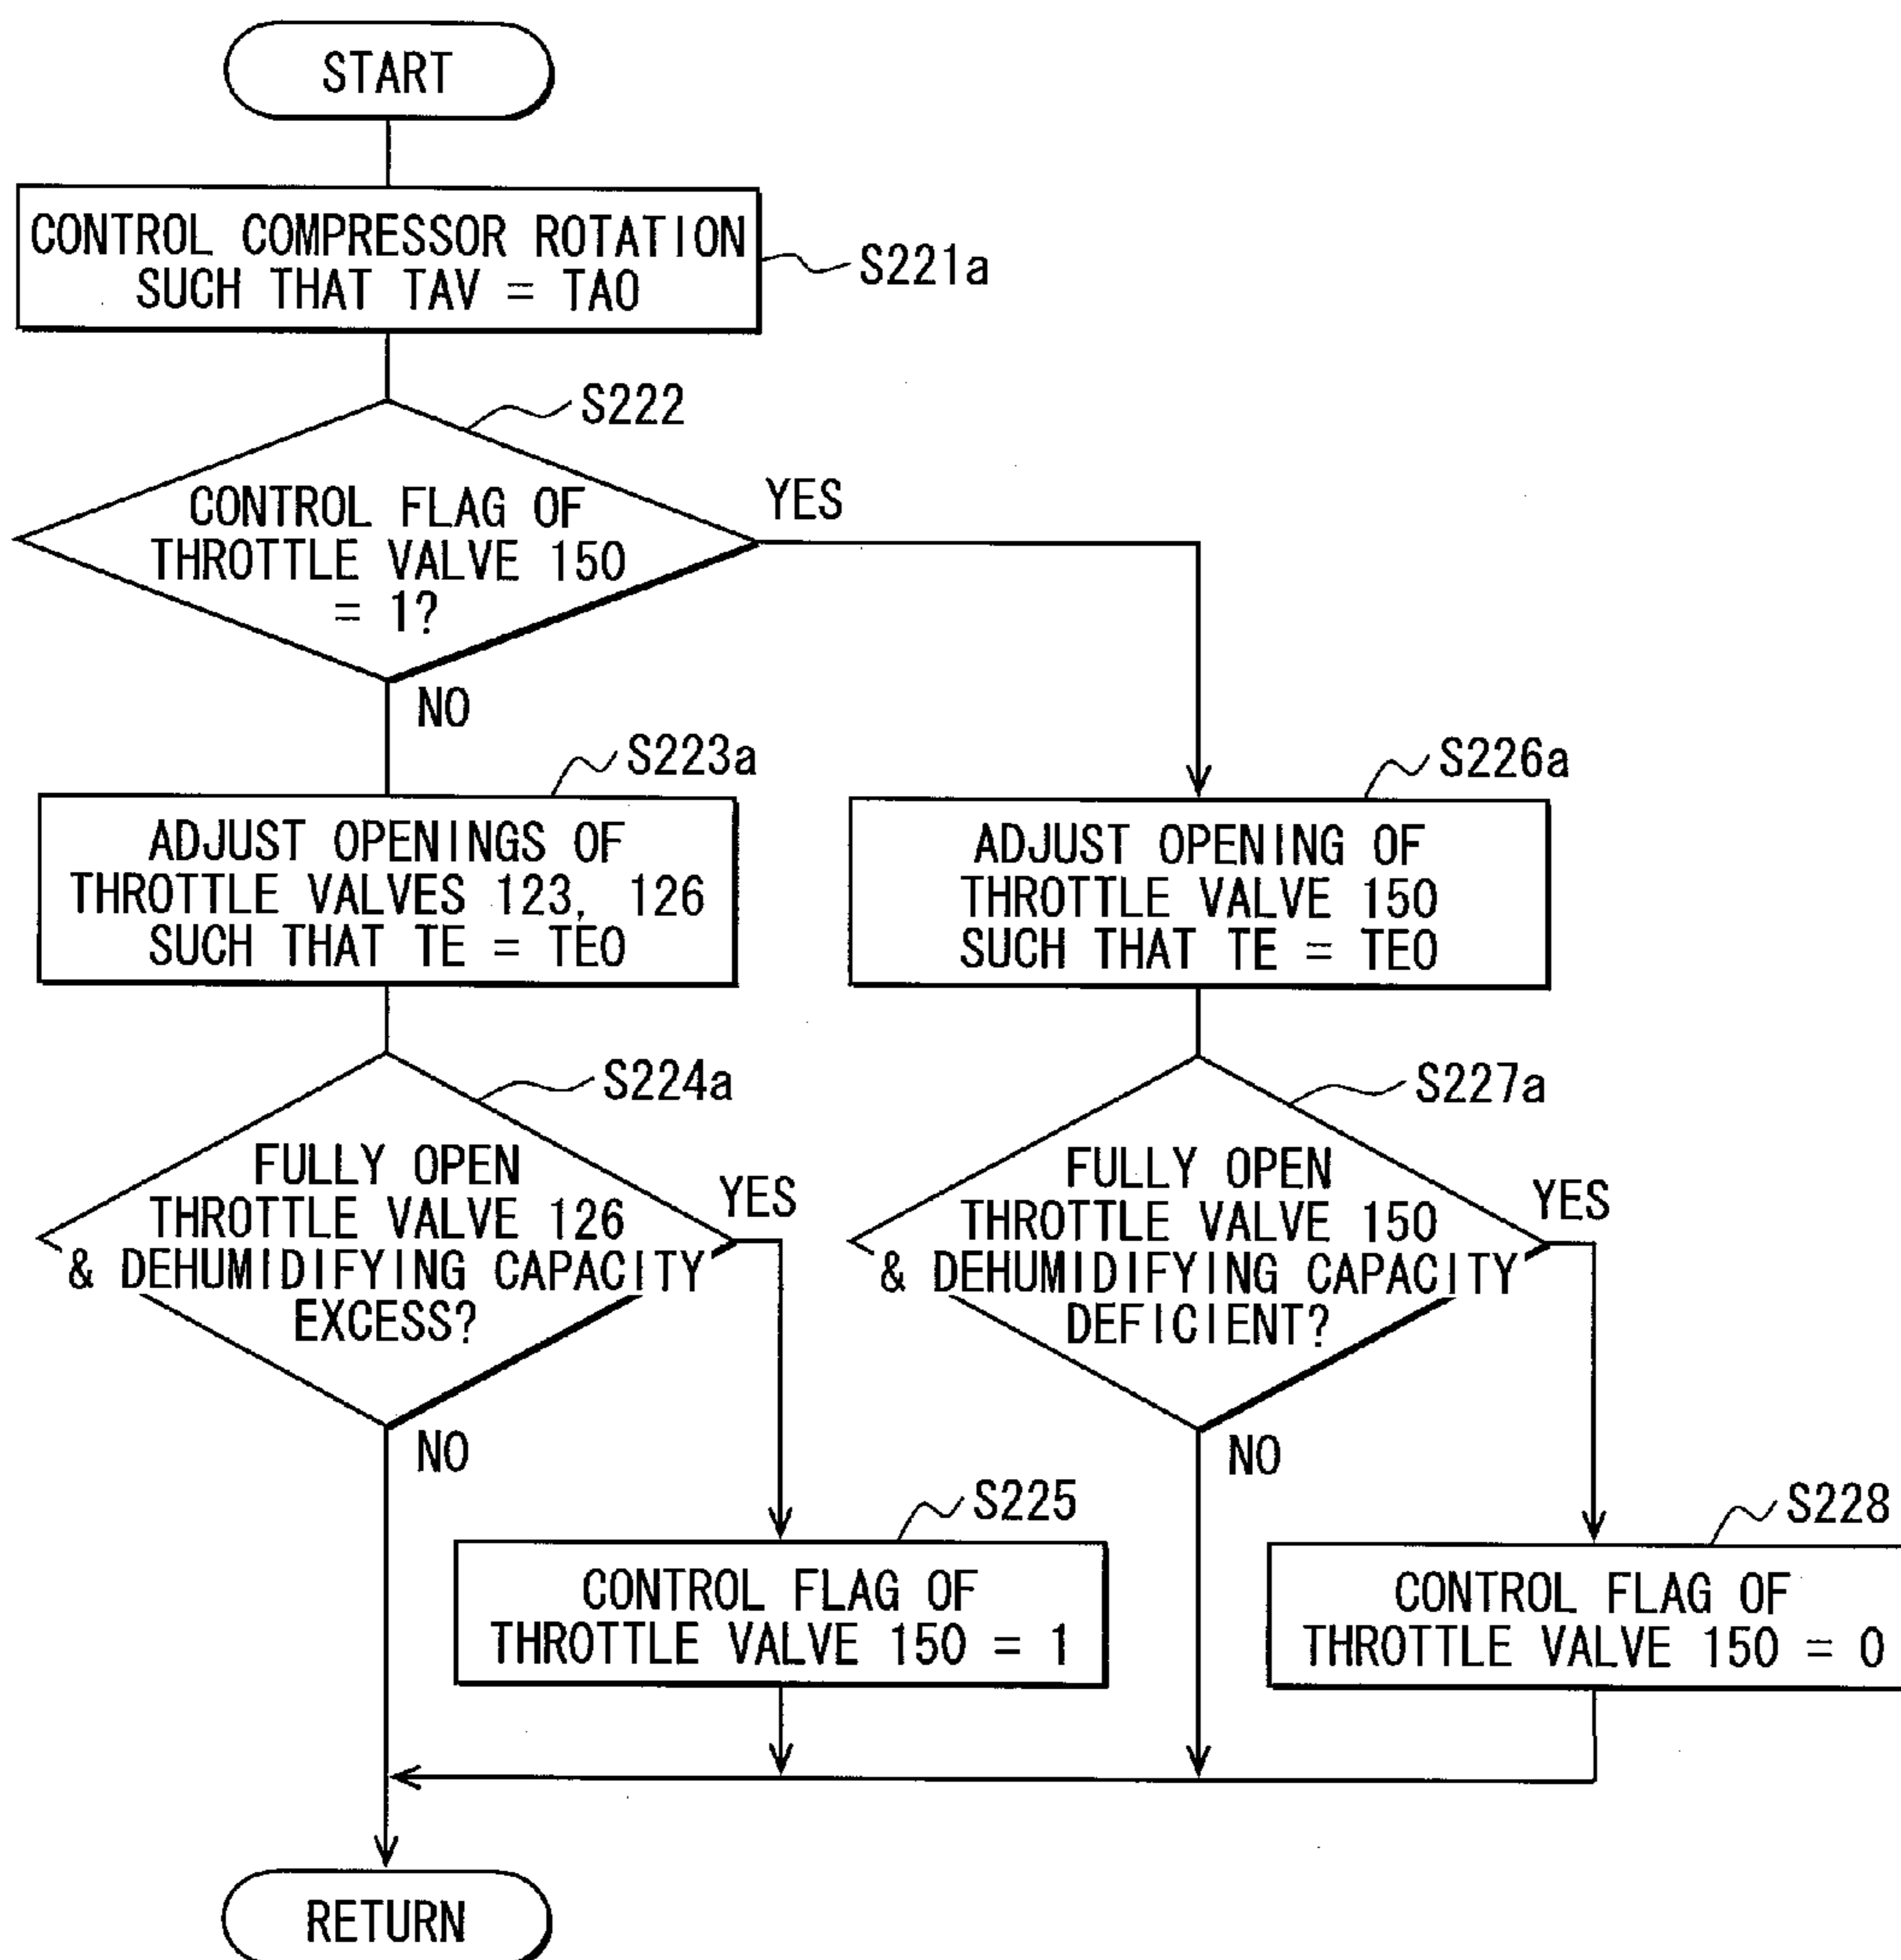 START
CONTROL COMPRESSOR ROTATION
SUCH THAT TAV = TAO
S221a
S222
CONTROL FLAG OF
THROTTLE VALVE 150
= 1?
YES
NO
S223a
ADJUST OPENINGS OF
THROTTLE VALVES 123, 126
SUCH THAT TE = TEO
S226a
ADJUST OPENING OF
THROTTLE VALVE 150
SUCH THAT TE = TEO
S224a
FULLY OPEN
THROTTLE VALVE 126
& DEHUMIDIFYING CAPACITY
EXCESS?
YES
NO
S227a
FULLY OPEN
THROTTLE VALVE 150
& DEHUMIDIFYING CAPACITY
DEFICIENT?
YES
NO
S225
CONTROL FLAG OF
THROTTLE VALVE 150 = 1
S228
CONTROL FLAG OF
THROTTLE VALVE 150 = 0
RETURN